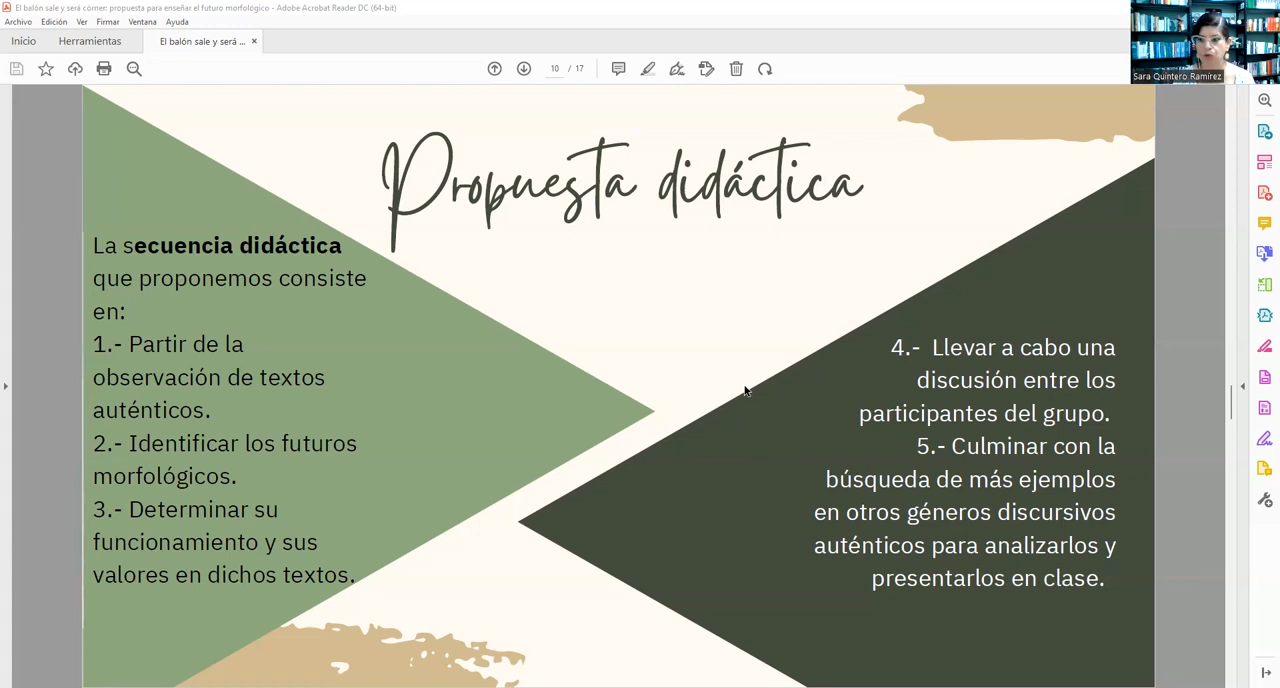 El balón sale y será córner: propuesta para enseñar el futuro morfológico - Adobe Acrobat Reader DC (64-bit)
Archivo Edición Ver Firmar Ventana Ayuda
Inicio Herramientas El balón sale y será ... ×
10 / 17
Sara Quintero Ramírez
Propuesta didáctica
La secuencia didáctica
que proponemos consiste
en:
1.- Partir de la
observación de textos
auténticos.
2.- Identificar los futuros
morfológicos.
3.- Determinar su
funcionamiento y sus
valores en dichos textos.
4.- Llevar a cabo una
discusión entre los
participantes del grupo.
5.- Culminar con la
búsqueda de más ejemplos
en otros géneros discursivos
auténticos para analizarlos y
presentarlos en clase.